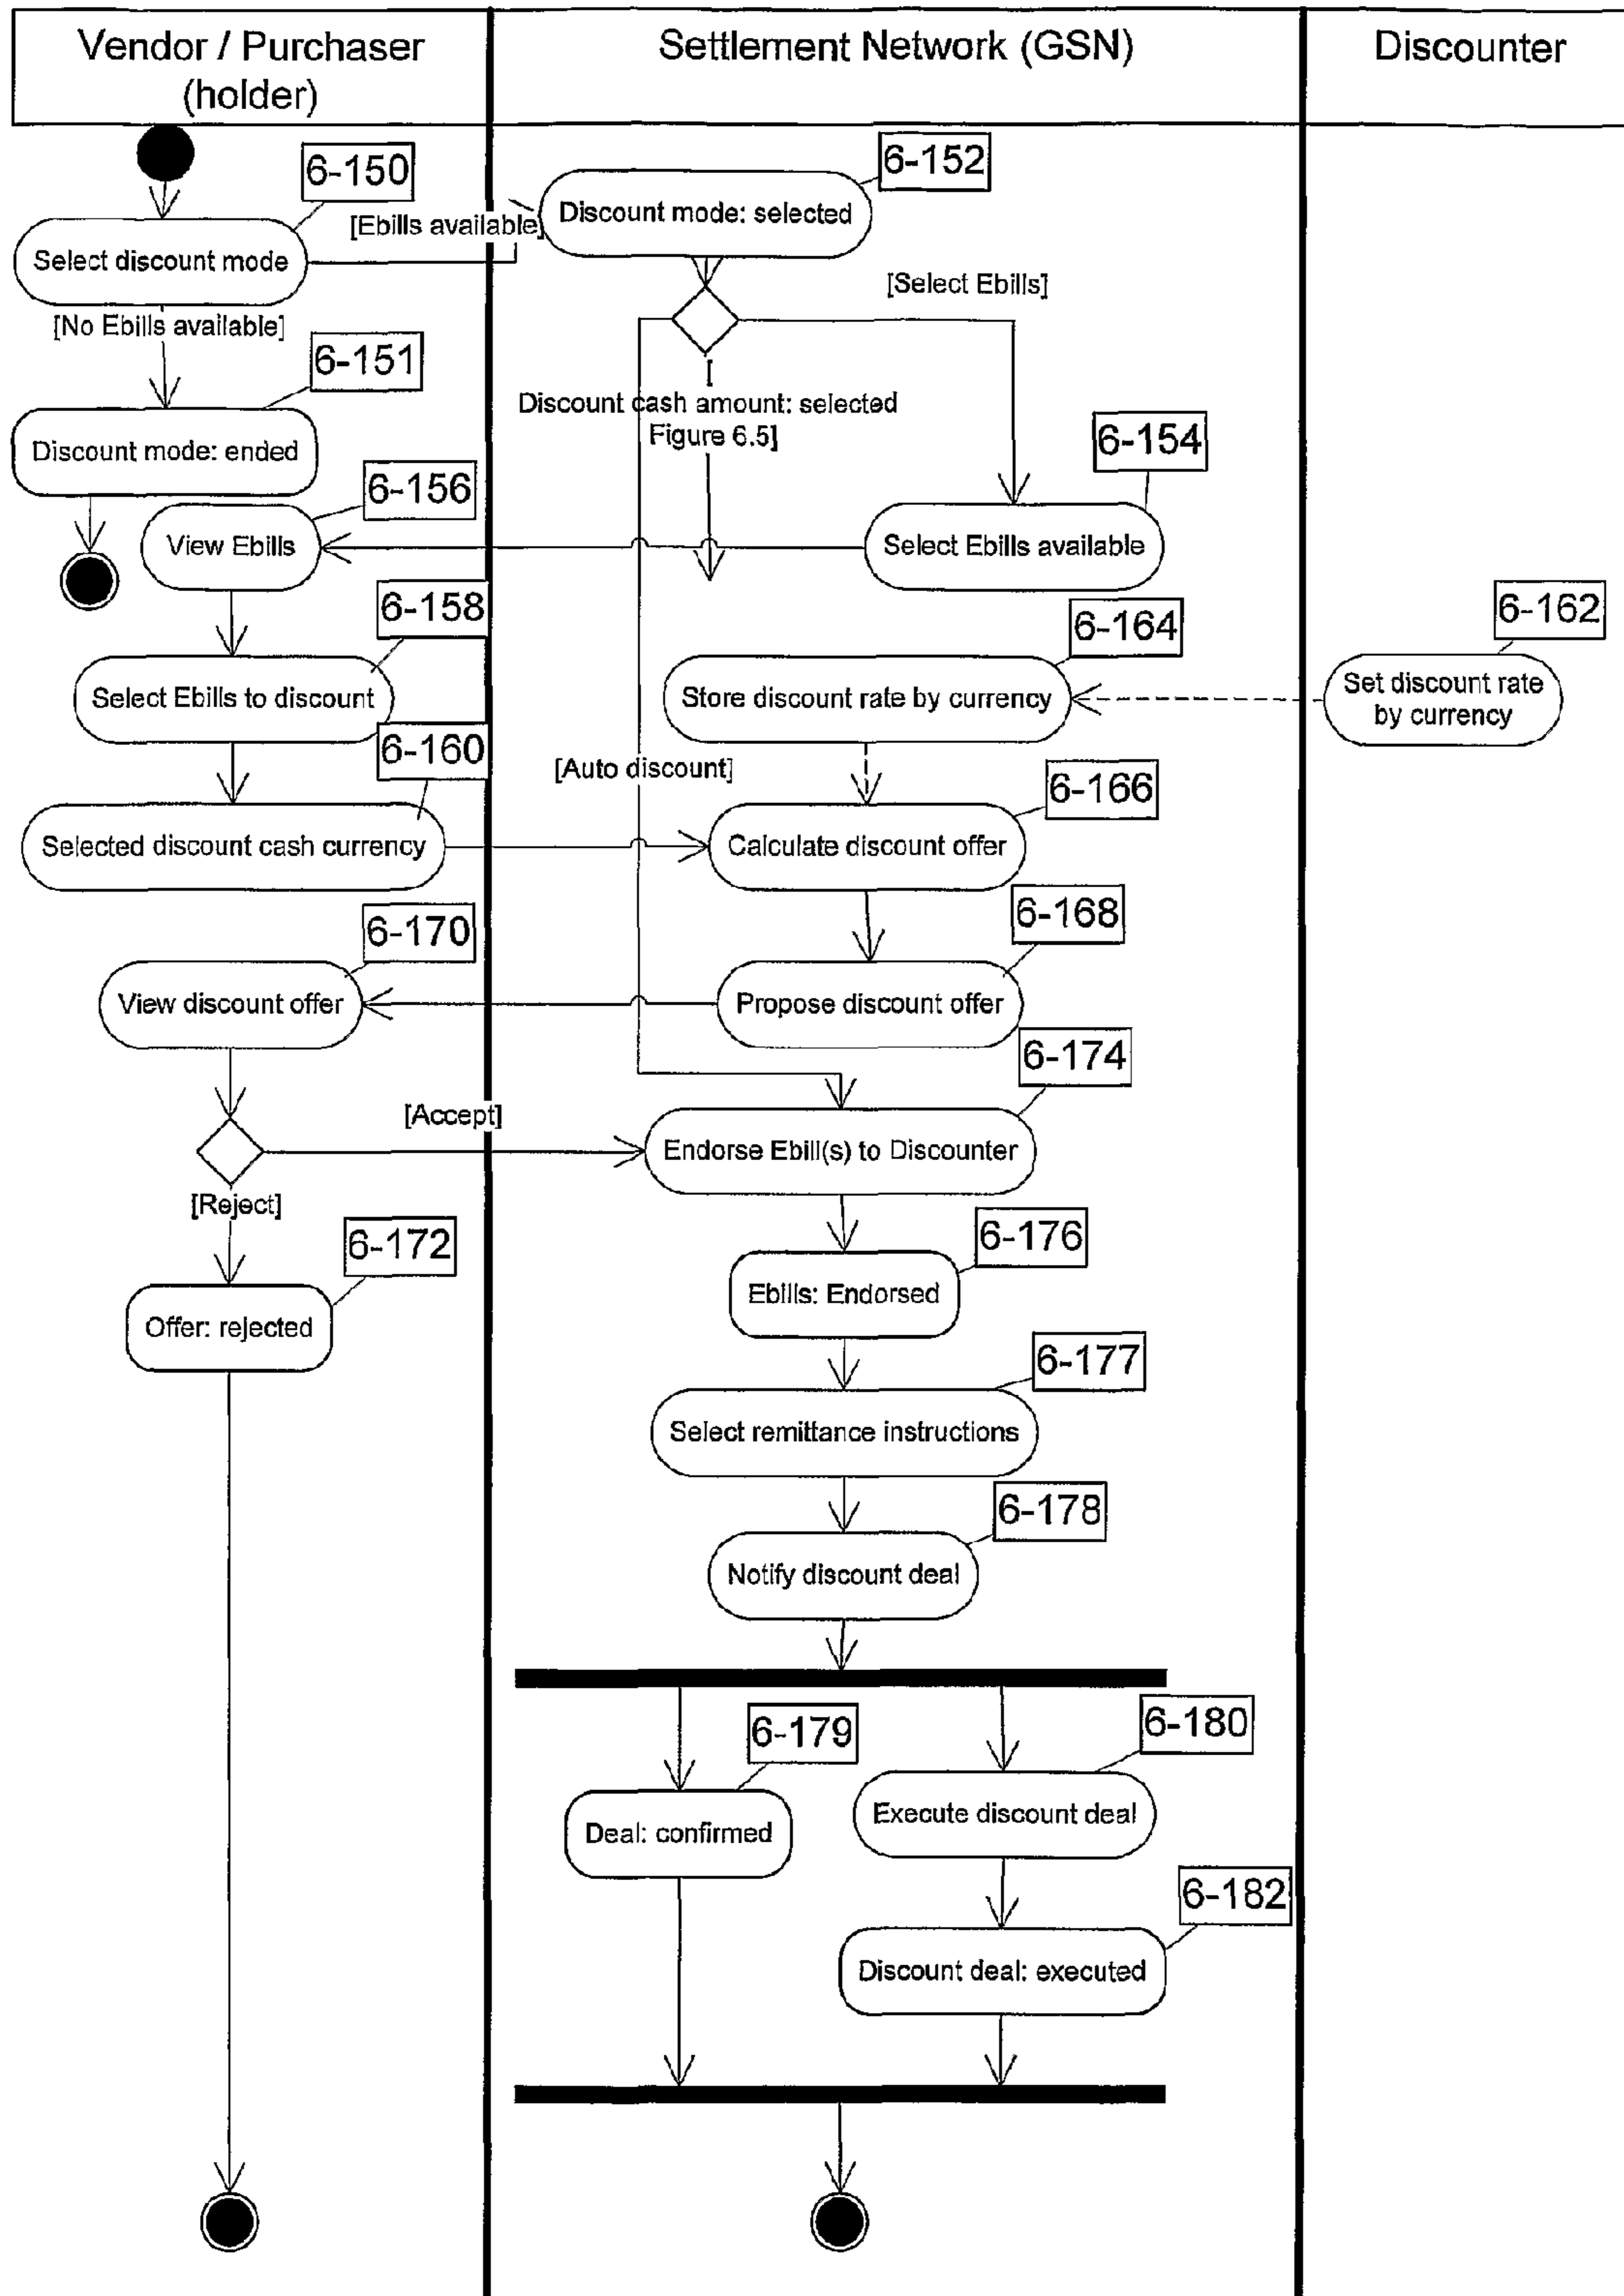 Vendor / Purchaser
(holder)
Settlement Network (GSN)
Discounter
6-150
6-152
Discount mode: selected
[Ebills available]
Select discount mode
[Select Ebills]
[No Ebills available]
6-151
Discount cash amount: selected
Figure 6.5]
Discount mode: ended
6-154
6-156
View Ebills
Select Ebills available
6-158
6-164
6-162
Select Ebills to discount
Store discount rate by currency
Set discount rate
by currency
6-160
[Auto discount]
6-166
Selected discount cash currency
Calculate discount offer
6-170
6-168
View discount offer
Propose discount offer
6-174
[Accept]
Endorse Ebill(s) to Discounter
[Reject]
6-172
6-176
Ebills: Endorsed
Offer: rejected
6-177
Select remittance instructions
6-178
Notify discount deal
6-179
6-180
Execute discount deal
Deal: confirmed
6-182
Discount deal: executed